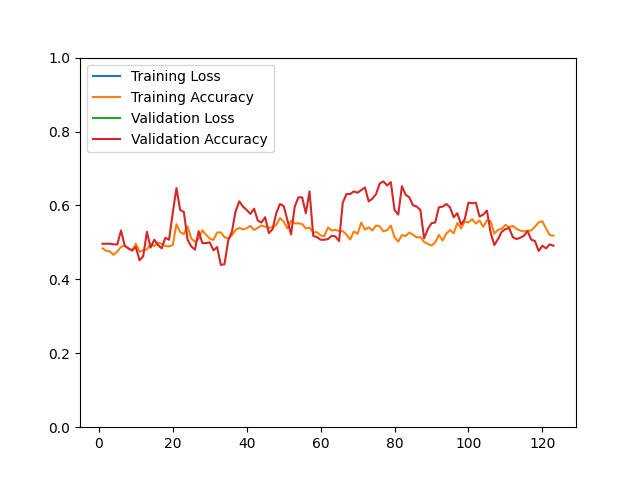 1.0
Training Loss
Training Accuracy
0.8
Validation Loss
Validation Accuracy
0.6
0.4
0.2
0.0
0 20 40 60 80 100 120